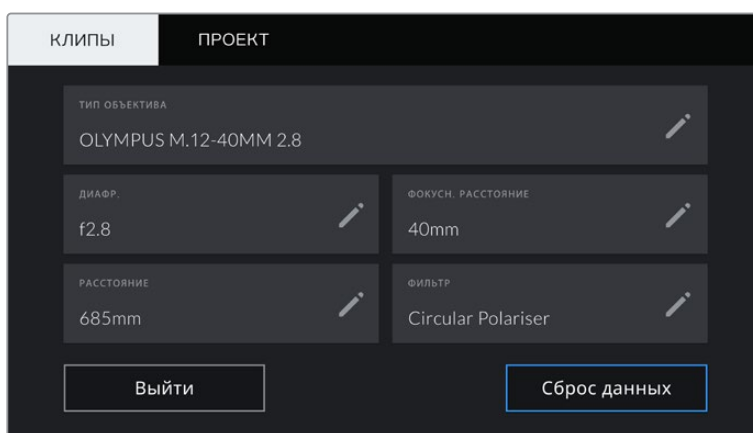 КЛИПЫ ПРОЕКТ
ТИП ОБЪЕКТИВА
OLYMPUS M.12-40MM 2.8
ДИАФР. ФОКУСН. РАССТОЯНИЕ
f2.8 40mm
РАССТОЯНИЕ ФИЛЬТР
685mm Circular Polariser
Выйти Сброс данных